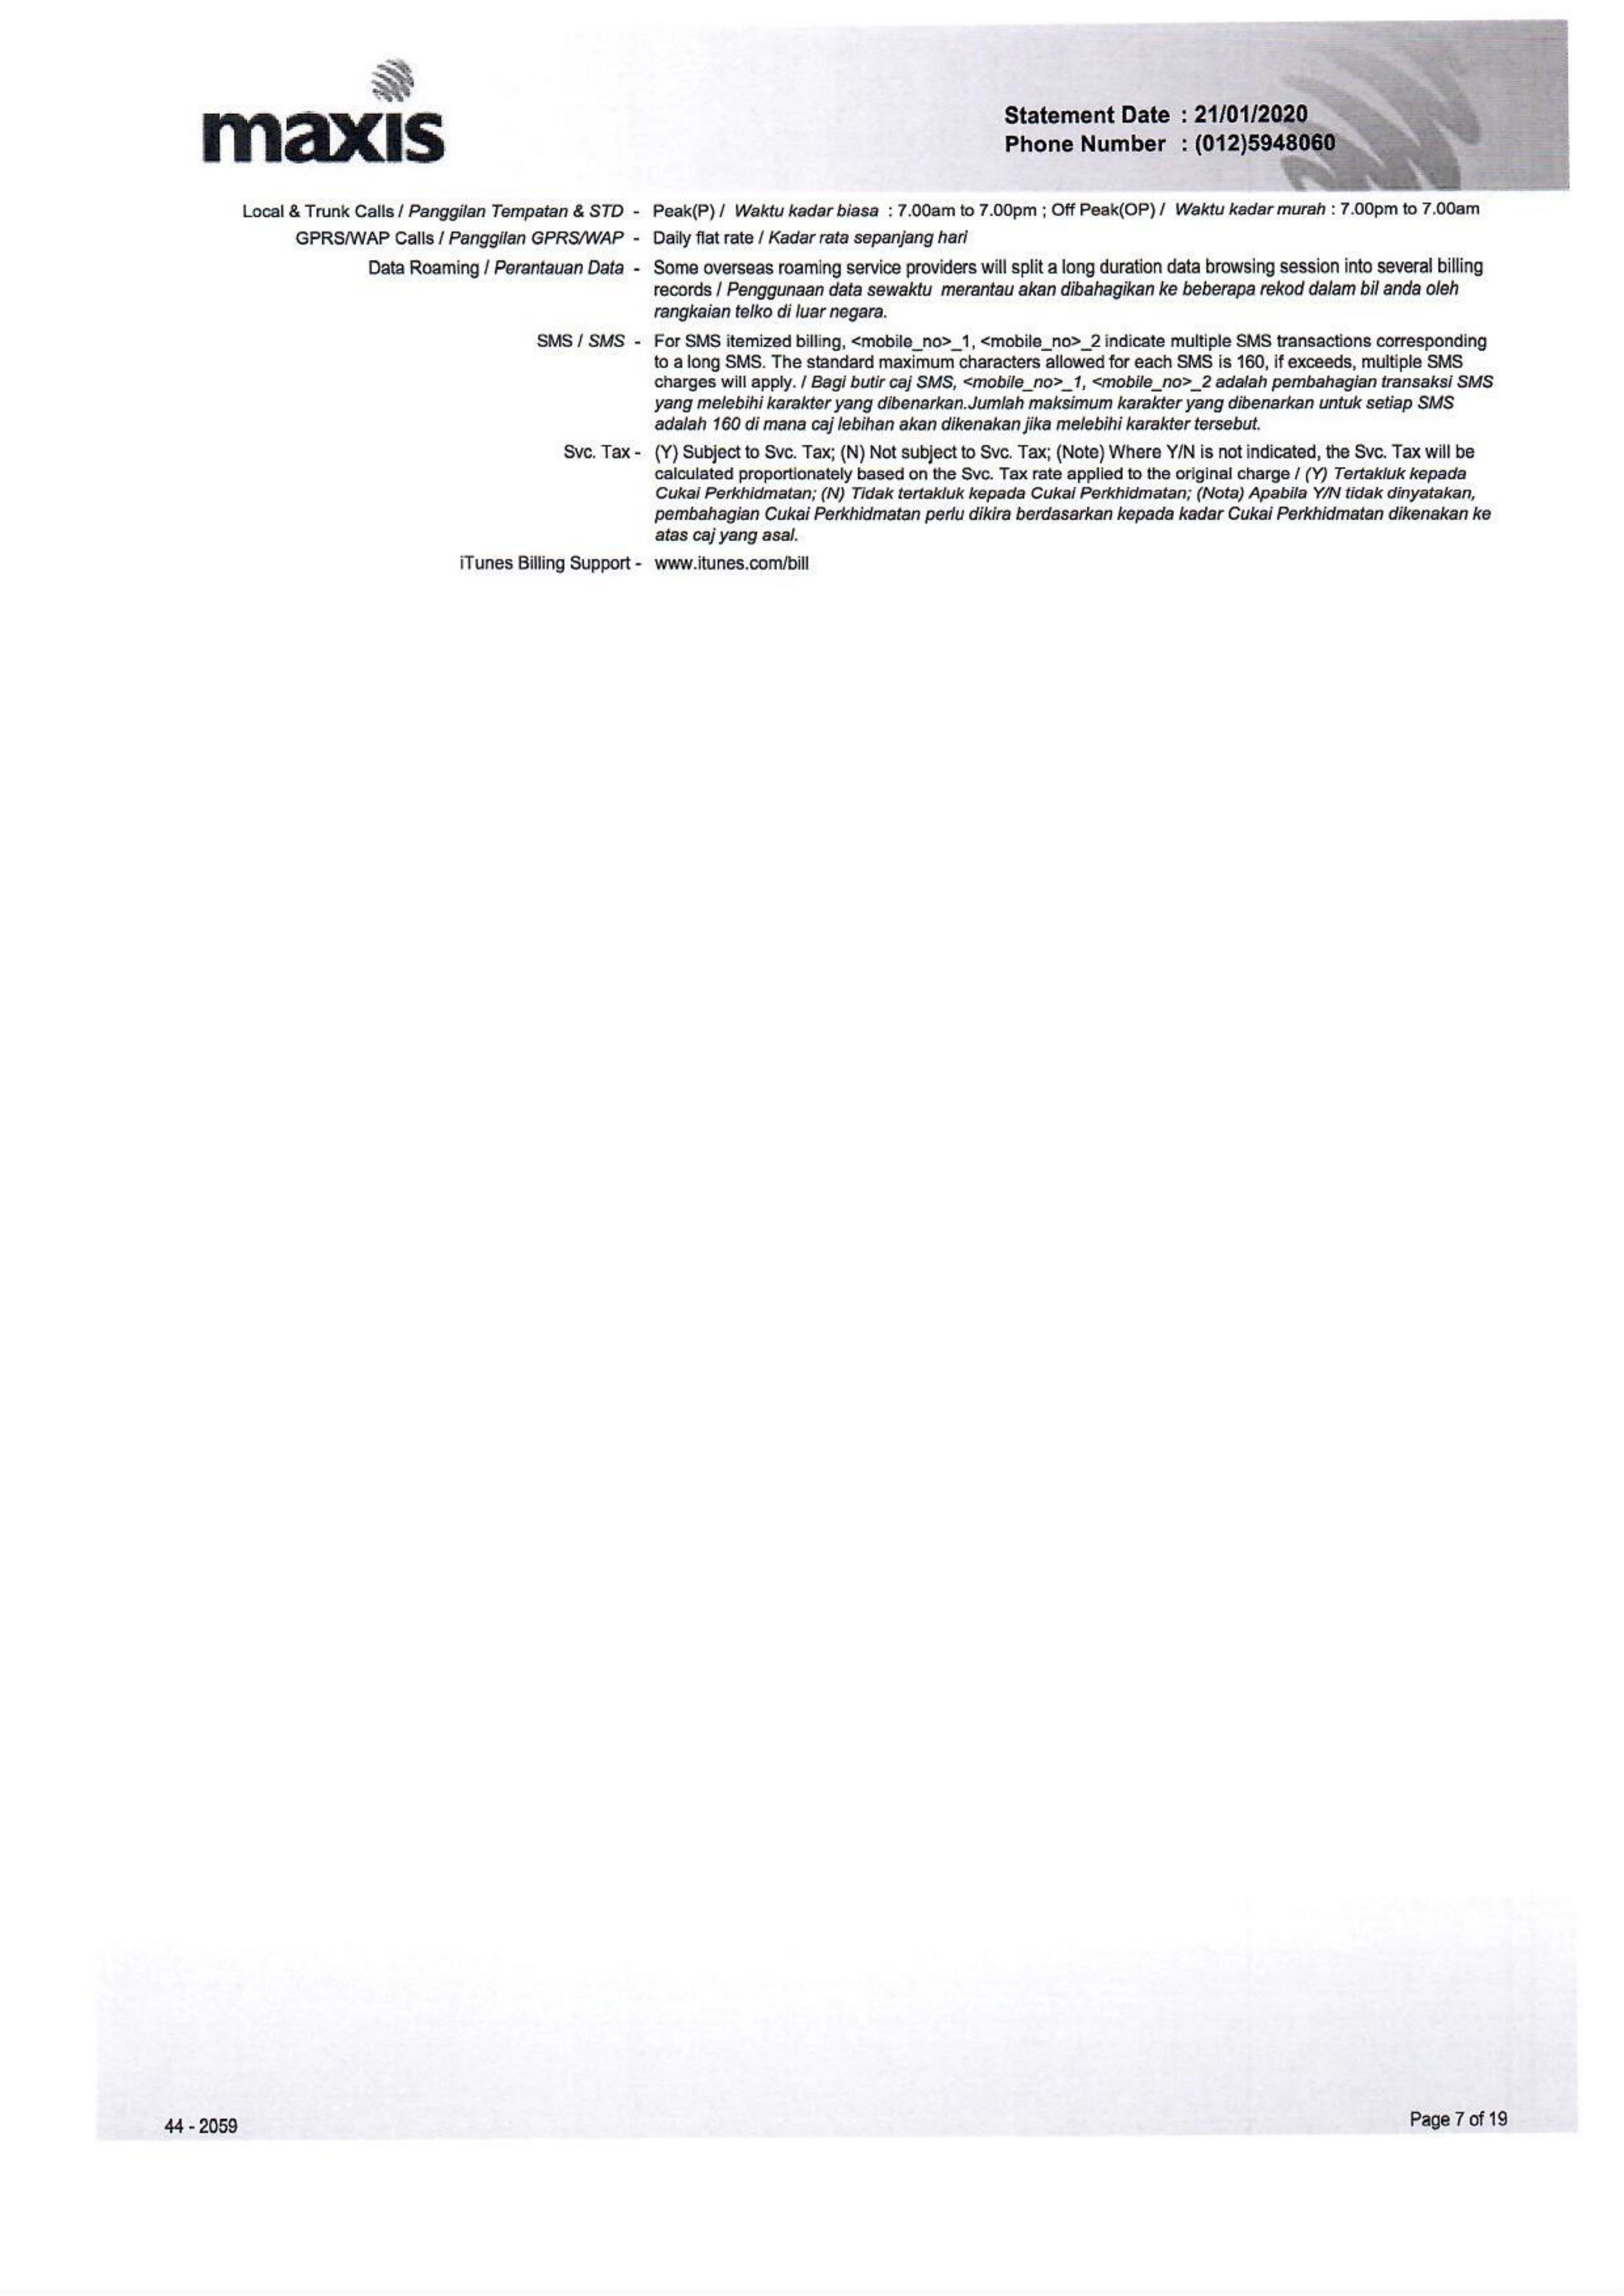 maxis
Statement Date : 21/01/2020
Phone Number : (012)5948060
Local & Trunk Calls / Panggilan Tempatan & STD - Peak(P) / Waktu kadar biasa : 7.00am to 7.00pm ; Off Peak(OP) / Waktu kadar murah : 7.00pm to 7.00am
GPRS/WAP Calls / Panggilan GPRS/WAP - Daily flat rate / Kadar rata sepanjang hari
Data Roaming / Perantauan Data - Some overseas roaming service providers will split a long duration data browsing session into several billing
records / Penggunaan data sewaktu merantau akan dibahagikan ke beberapa rekod dalam bil anda oleh
rangkaian telko di luar negara.
SMS / SMS - For SMS itemized billing, <mobile_no>_1, <mobile_no>_2 indicate multiple SMS transactions corresponding
to a long SMS. The standard maximum characters allowed for each SMS is 160, if exceeds, multiple SMS
charges will apply. / Bagi butir caj SMS, <mobile_no>_1, <mobile_no>_2 adalah pembahagian transaksi SMS
yang melebihi karakter yang dibenarkan.Jumlah maksimum karakter yang dibenarkan untuk setiap SMS
adalah 160 di mana caj lebihan akan dikenakan jika melebihi karakter tersebut.
Svc. Tax - (Y) Subject to Svc. Tax; (N) Not subject to Svc. Tax; (Note) Where Y/N is not indicated, the Svc. Tax will be
calculated proportionately based on the Svc. Tax rate applied to the original charge / (Y) Tertakluk kepada
Cukai Perkhidmatan; (N) Tidak tertakluk kepada Cukai Perkhidmatan; (Nota) Apabila Y/N tidak dinyatakan,
pembahagian Cukai Perkhidmatan perlu dikira berdasarkan kepada kadar Cukai Perkhidmatan dikenakan ke
atas caj yang asal.
iTunes Billing Support - www.itunes.com/bill
44 - 2059
Page 7 of 19